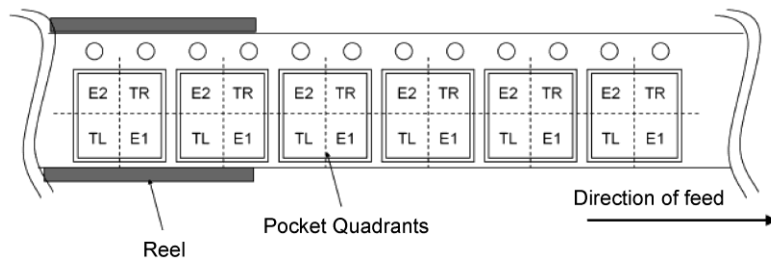 E2 TR E2 TR E2 TR E2 TR E2 TR E2 TR
TL E1 TL E1 TL E1 TL E1 TL E1 TL E1
Direction of feed
Pocket Quadrants
Reel